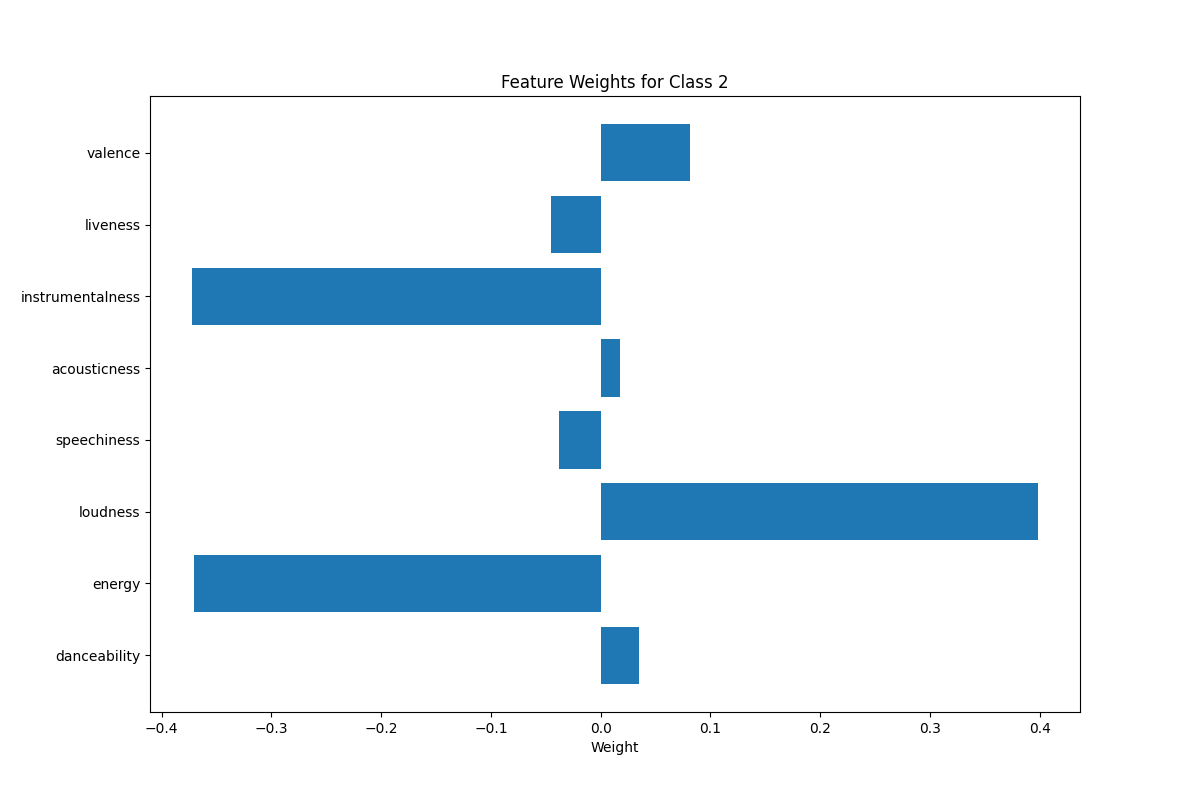 Feature Weights for Class 2
valence
liveness
instrumentalness
acousticness
speechiness
loudness
energy
danceability
−0.4 −0.3 −0.2 −0.1 0.0 0.1 0.2 0.3 0.4
Weight